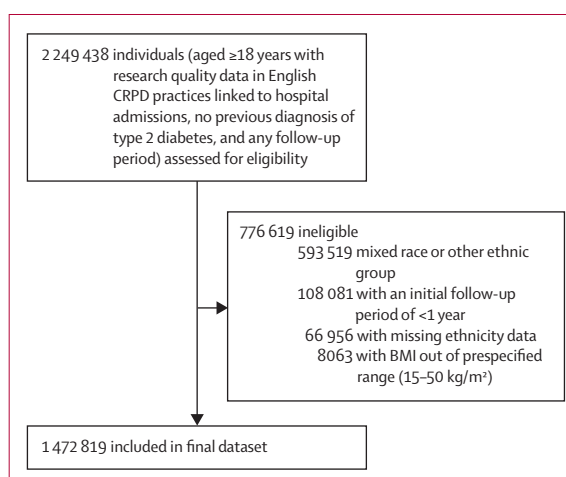 2 249 438 individuals (aged ≥18 years with
research quality data in English
CRPD practices linked to hospital
admissions, no previous diagnosis of
type 2 diabetes, and any follow-up
period) assessed for eligibility
776 619 ineligible
593 519 mixed race or other ethnic
group
108 081 with an initial follow-up
period of <1 year
66 956 with missing ethnicity data
8063 with BMI out of prespecified
range (15–50 kg/m²)
1 472 819 included in final dataset